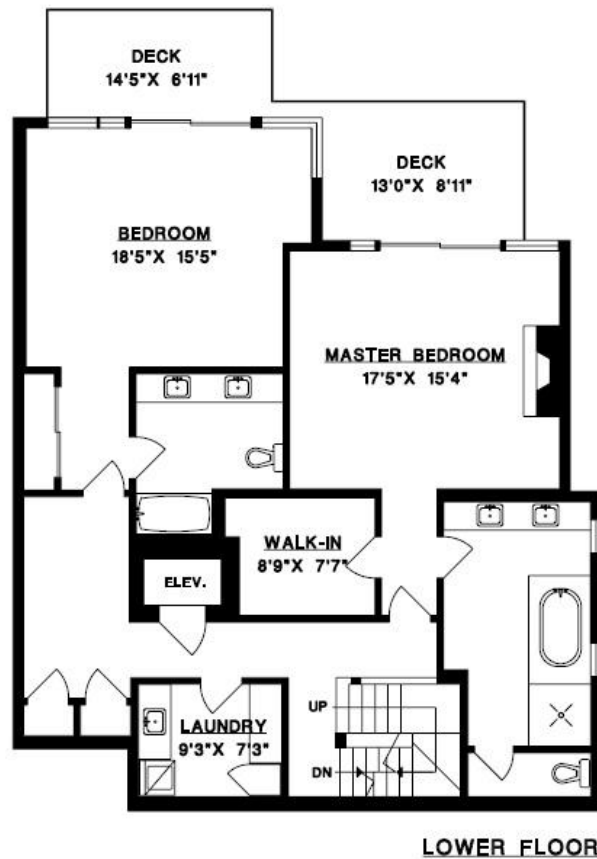 DECK
14'5"X 6'11"
DECK
13'0"X 8'11"
BEDROOM
18'5"X 15'5"
MASTER BEDROOM
17'5"X 15'4"
WALK-IN
8'9"X 7'7"
ELEV.
UP
LAUNDRY
9'3"X 7'3"
DN
LOWER FLOOR